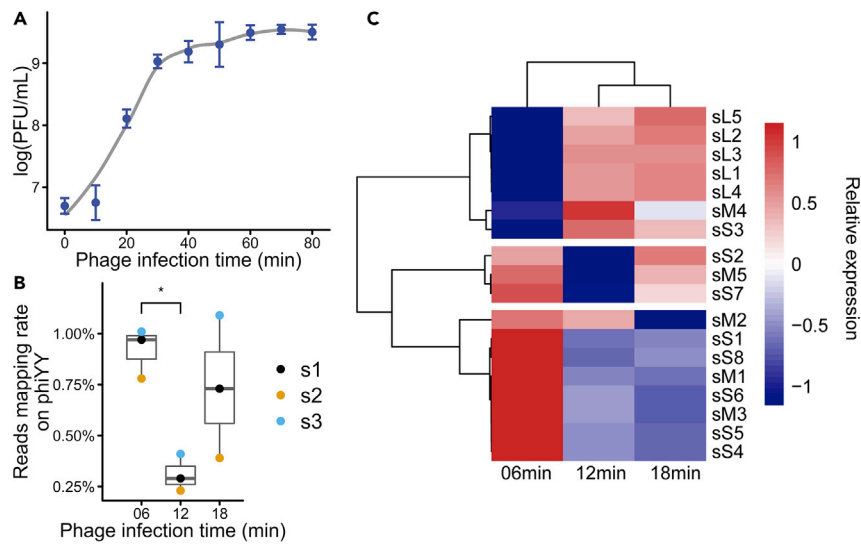 A
log(PFU/mL)
9
8
7
0
20
40
60
80
Phage infection time (min)
B
*
Reads mapping rate
on phiYY
1.00%
0.75%
0.50%
0.25%
06
12
18
Phage infection time (min)
s1
s2
s3
C
sL5
sL2
sL3
sL1
sL4
sM4
sS3
sS2
sM5
sS7
sM2
sS1
sS8
sM1
sS6
sM3
sS5
sS4
06min
12min
18min
1
0.5
0
−0.5
−1
Relative expression